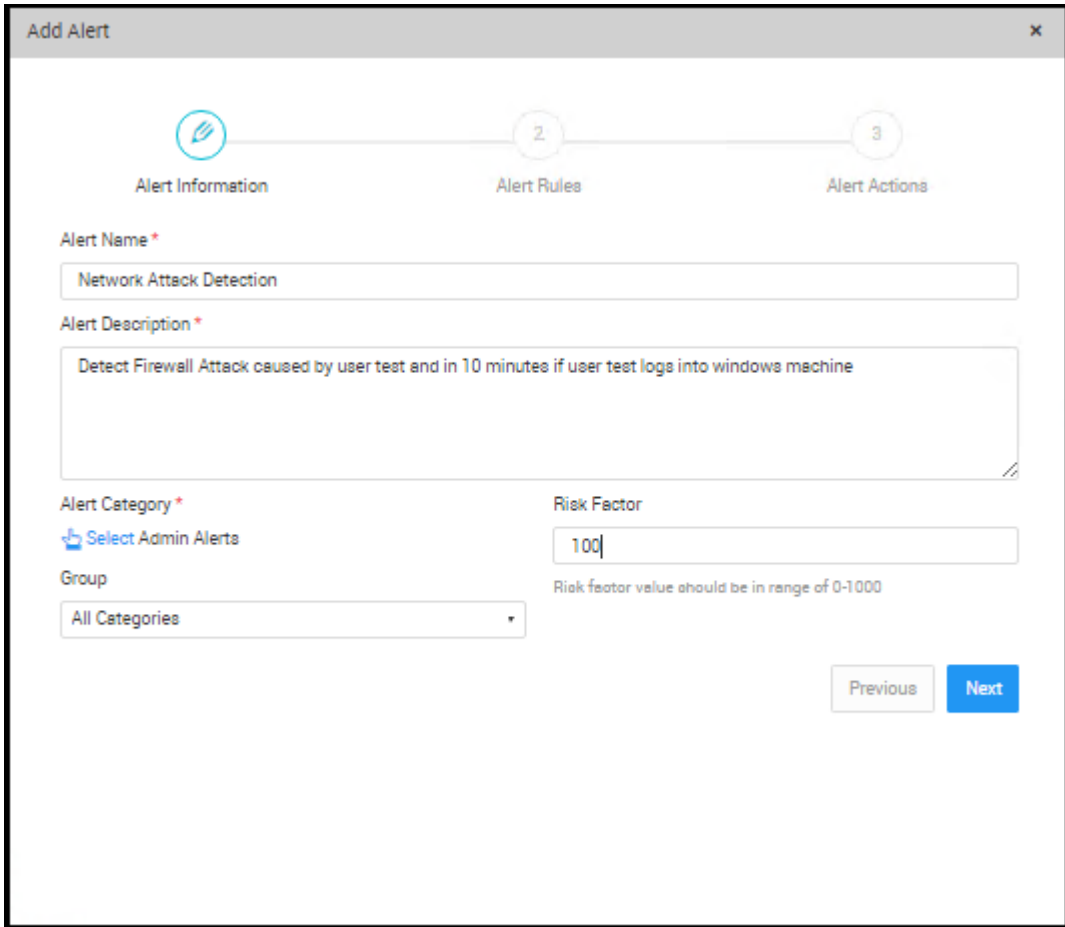 Add Alert ×
2 3
Alert Information Alert Rules Alert Actions
Alert Name *
Network Attack Detection
Alert Description *
Detect Firewall Attack caused by user test and in 10 minutes if user test logs into windows machine
Alert Category * Risk Factor
Select Admin Alerts
100
Group
Risk factor value should be in range of 0-1000
All Categories
Previous Next